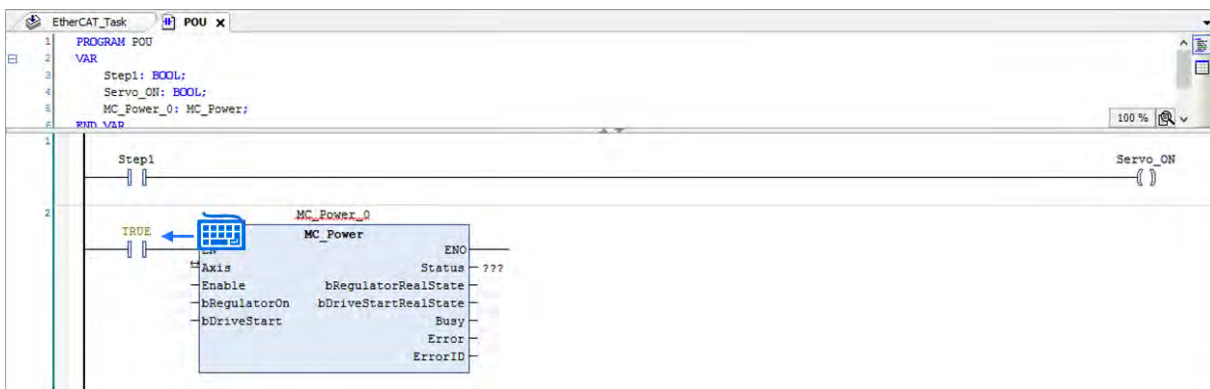 EtherCAT_Task POU x
1 PROGRAM POU
2 VAR
3 Step1: BOOL;
4 Servo_ON: BOOL;
5 MC_Power_0: MC_Power;
6 END_VAR
100 %
1
Step1 Servo_ON
2
MC_Power_0
TRUE MC_Power
EN ENO
Axis Status ???
Enable bRegulatorRealState
bRegulatorOn bDriveStartRealState
bDriveStart Busy
Error
ErrorID